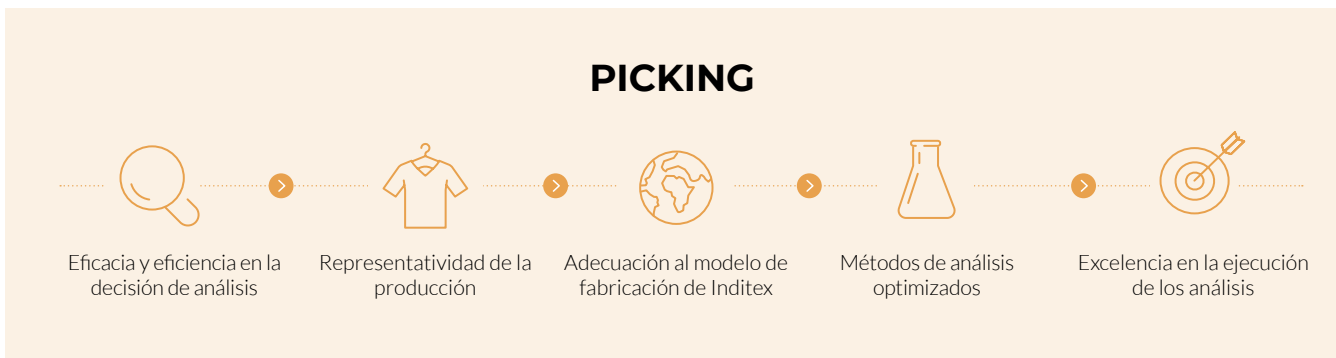 PICKING
Eficacia y eficiencia en la
decisión de análisis
Representatividad de la
producción
Adecuación al modelo de
fabricación de Inditex
Métodos de análisis
optimizados
Excelencia en la ejecución
de los análisis